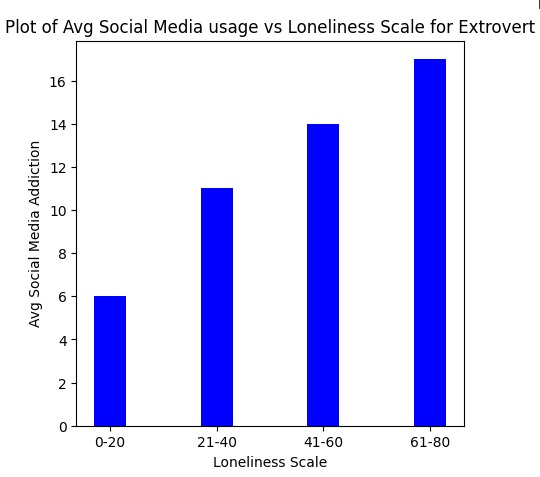 Plot of Avg Social Media usage vs Loneliness Scale for Extrovert
16
14
12
10
8
6
4
2
0
Avg Social Media Addiction
0-20 21-40 41-60 61-80
Loneliness Scale